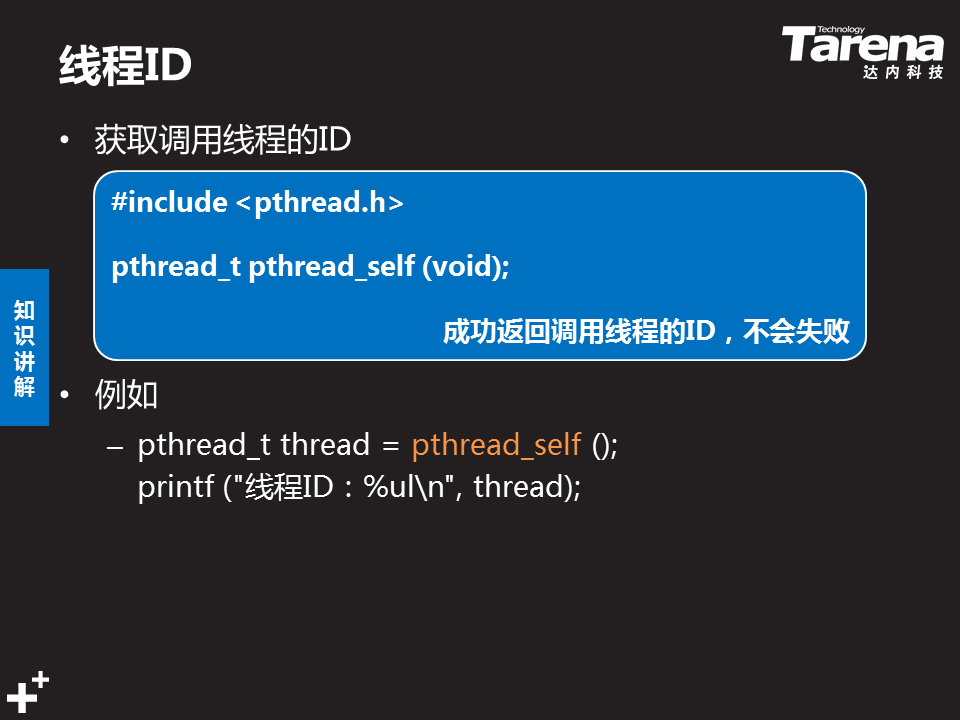 线程ID
Technology
Tarena
达内科技
• 获取调用线程的ID
#include <pthread.h>
pthread_t pthread_self (void);
成功返回调用线程的ID，不会失败
知识讲解
• 例如
– pthread_t thread = pthread_self ();
printf ("线程ID：%ul\n", thread);